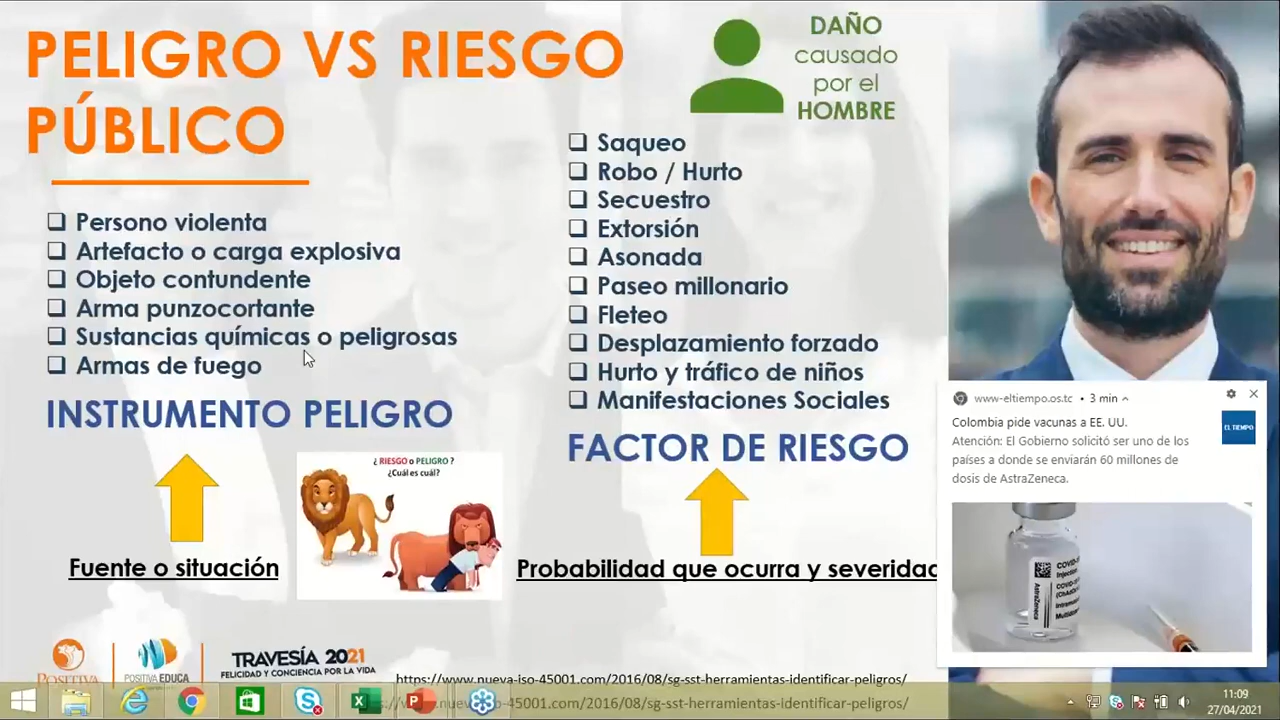 PELIGRO VS RIESGO
PÚBLICO
DAÑO
causado
por el
HOMBRE
❑ Persono violenta
❑ Artefacto o carga explosiva
❑ Objeto contundente
❑ Arma punzocortante
❑ Sustancias químicas o peligrosas
❑ Armas de fuego
INSTRUMENTO PELIGRO
❑ Saqueo
❑ Robo / Hurto
❑ Secuestro
❑ Extorsión
❑ Asonada
❑ Paseo millonario
❑ Fleteo
❑ Desplazamiento forzado
❑ Hurto y tráfico de niños
❑ Manifestaciones Sociales
FACTOR DE RIESGO
¿ RIESGO o PELIGRO ?
¿Cuál es cuál?
Fuente o situación
Probabilidad que ocurra y severidad
www-eltiempo.os.tc • 3 min
Colombia pide vacunas a EE. UU.
Atención: El Gobierno solicitó ser uno de los
países a donde se enviarán 60 millones de
dosis de AstraZeneca.
EL TIEMPO
AstraZeneca
POSITIVA
POSITIVA EDUCA
TRAVESÍA 2021
FELICIDAD Y CONCIENCIA POR LA VIDA
https://www.nueva-iso-45001.com/2016/08/sg-sst-herramientas-identificar-peligros/
11:09
27/04/2021